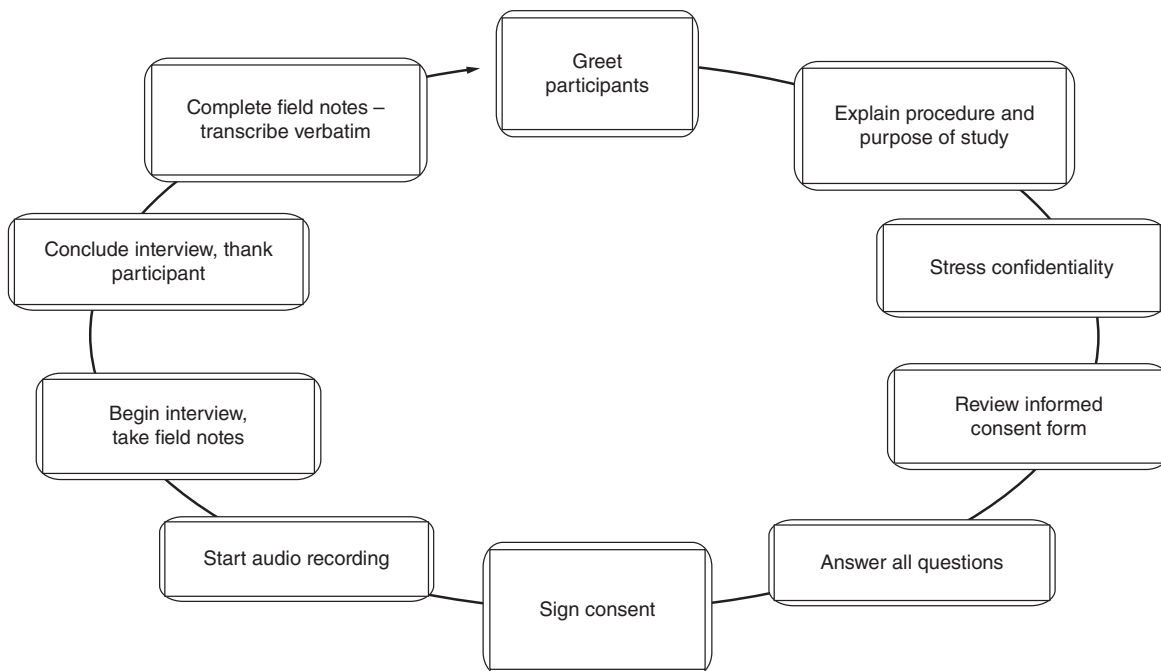 Greet
participants
Explain procedure and
purpose of study
Stress confidentiality
Review informed
consent form
Answer all questions
Sign consent
Start audio recording
Begin interview,
take field notes
Conclude interview, thank
participant
Complete field notes –
transcribe verbatim